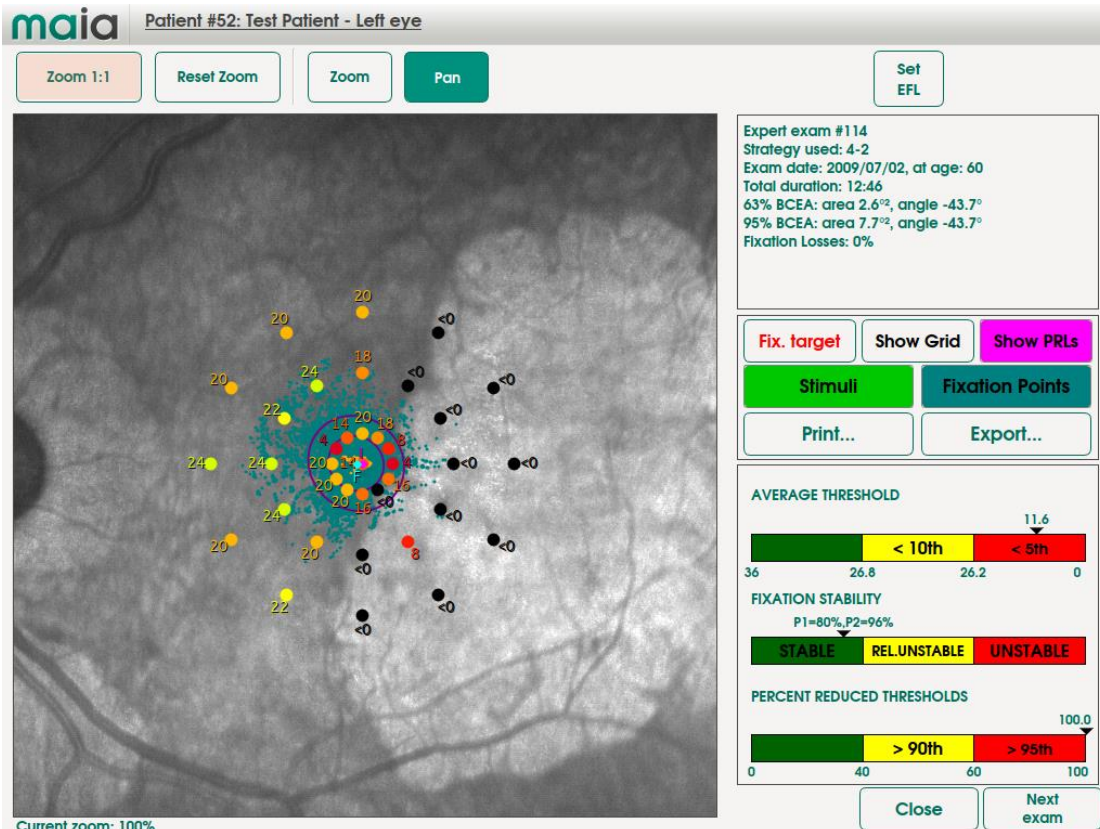 maia
Patient #52: Test Patient - Left eye
Zoom 1:1
Reset Zoom
Zoom
Pan
Set
EFL
Expert exam #114
Strategy used: 4-2
Exam date: 2009/07/02, at age: 60
Total duration: 12:46
63% BCEA: area 2.6°², angle -43.7°
95% BCEA: area 7.7°², angle -43.7°
Fixation Losses: 0%
Fix. target
Show Grid
Show PRLs
Stimuli
Fixation Points
Print...
Export...
AVERAGE THRESHOLD
11.6
< 10th
< 5th
36 26.8 26.2 0
FIXATION STABILITY
P1=80%,P2=96%
STABLE
REL.UNSTABLE
UNSTABLE
PERCENT REDUCED THRESHOLDS
100.0
> 90th
> 95th
0 40 60 100
Close
Next
exam
20
20 <0
18
20 24 <0 <0
22 <0
14 20 18
4 8
24 24 20 4 <0 <0
F
20 16
20 16 <0
24 <0
20 20 8 <0
<0
22 <0
<0
Current zoom: 100%